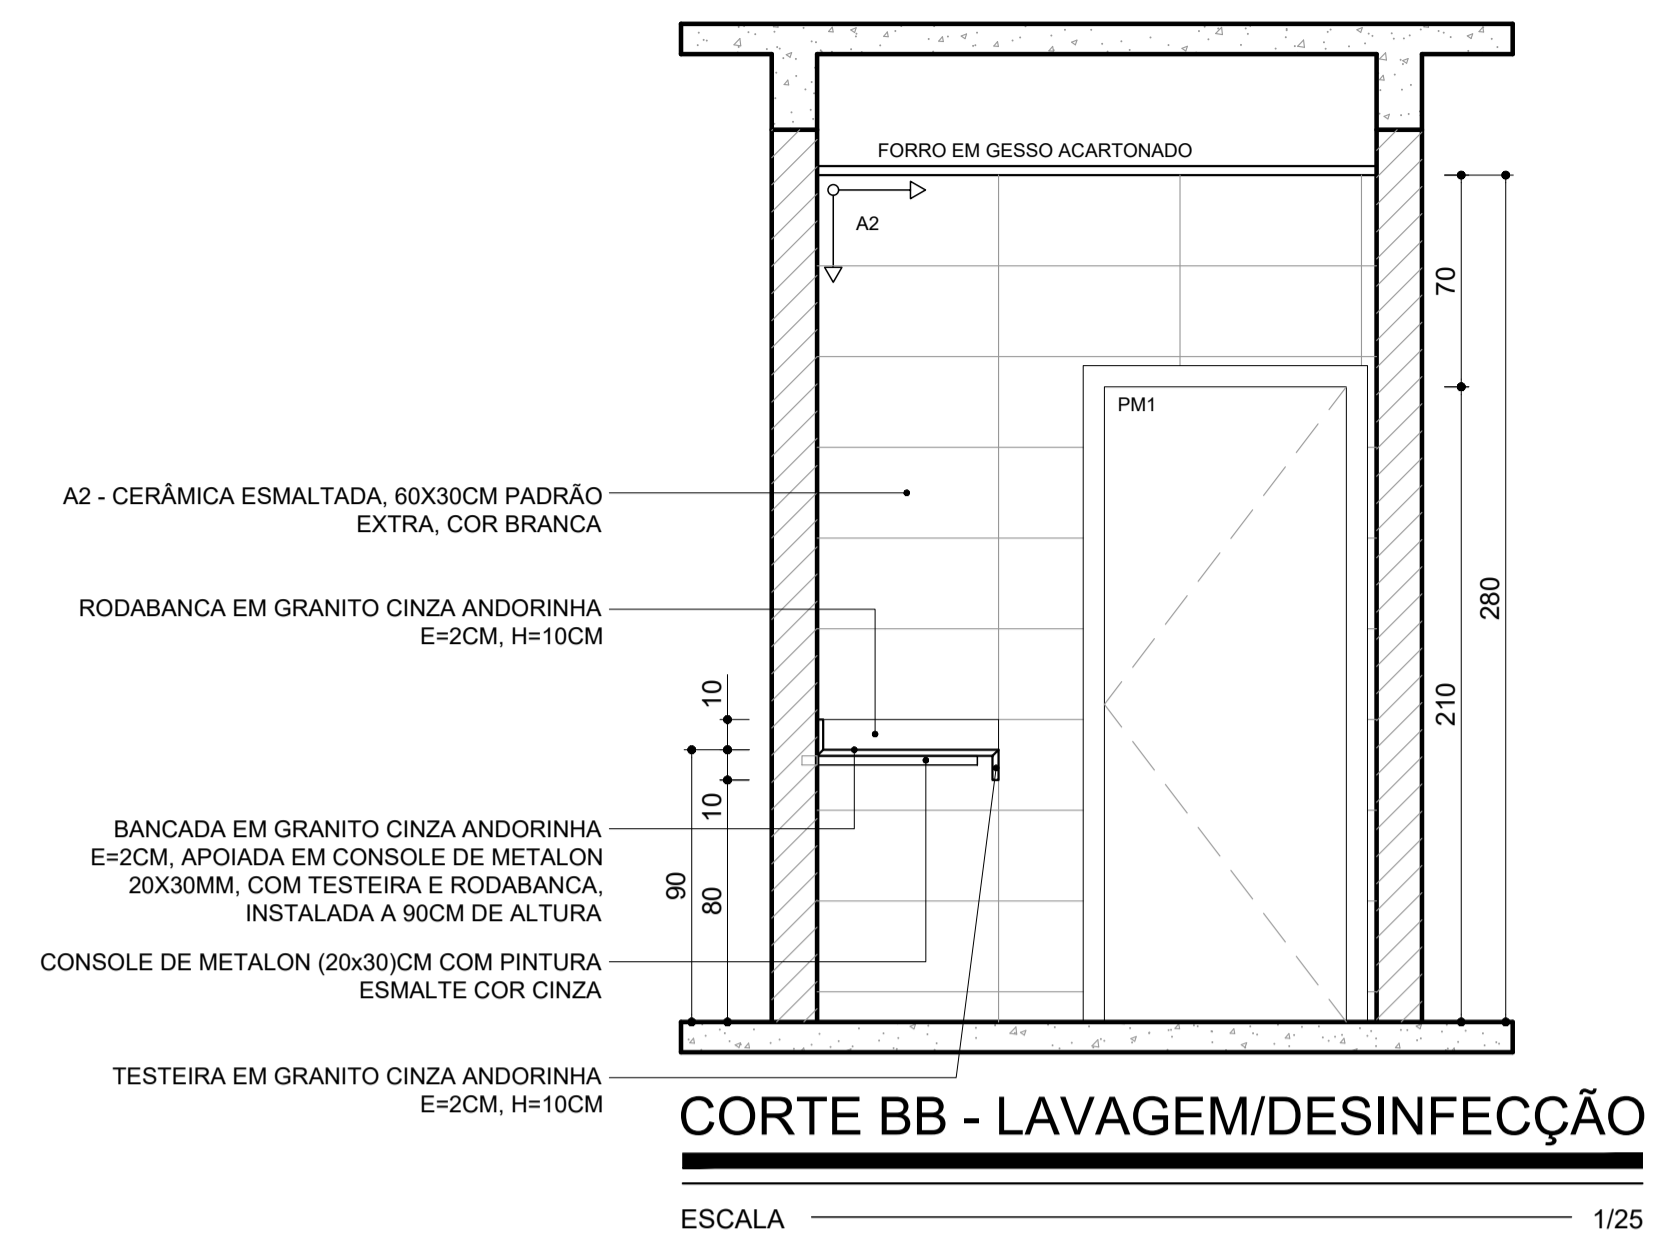 FORRO EM GESSO ACARTONADO
A2
70
PM1
A2 - CERÂMICA ESMALTADA, 60X30CM PADRÃO
EXTRA, COR BRANCA
280
RODABANCA EM GRANITO CINZA ANDORINHA
E=2CM, H=10CM
10
210
10
BANCADA EM GRANITO CINZA ANDORINHA
E=2CM, APOIADA EM CONSOLE DE METALON
20X30MM, COM TESTEIRA E RODABANCA,
INSTALADA A 90CM DE ALTURA
90
80
CONSOLE DE METALON (20x30)CM COM PINTURA
ESMALTE COR CINZA
TESTEIRA EM GRANITO CINZA ANDORINHA
E=2CM, H=10CM
CORTE BB - LAVAGEM/DESINFECÇÃO
ESCALA 1/25